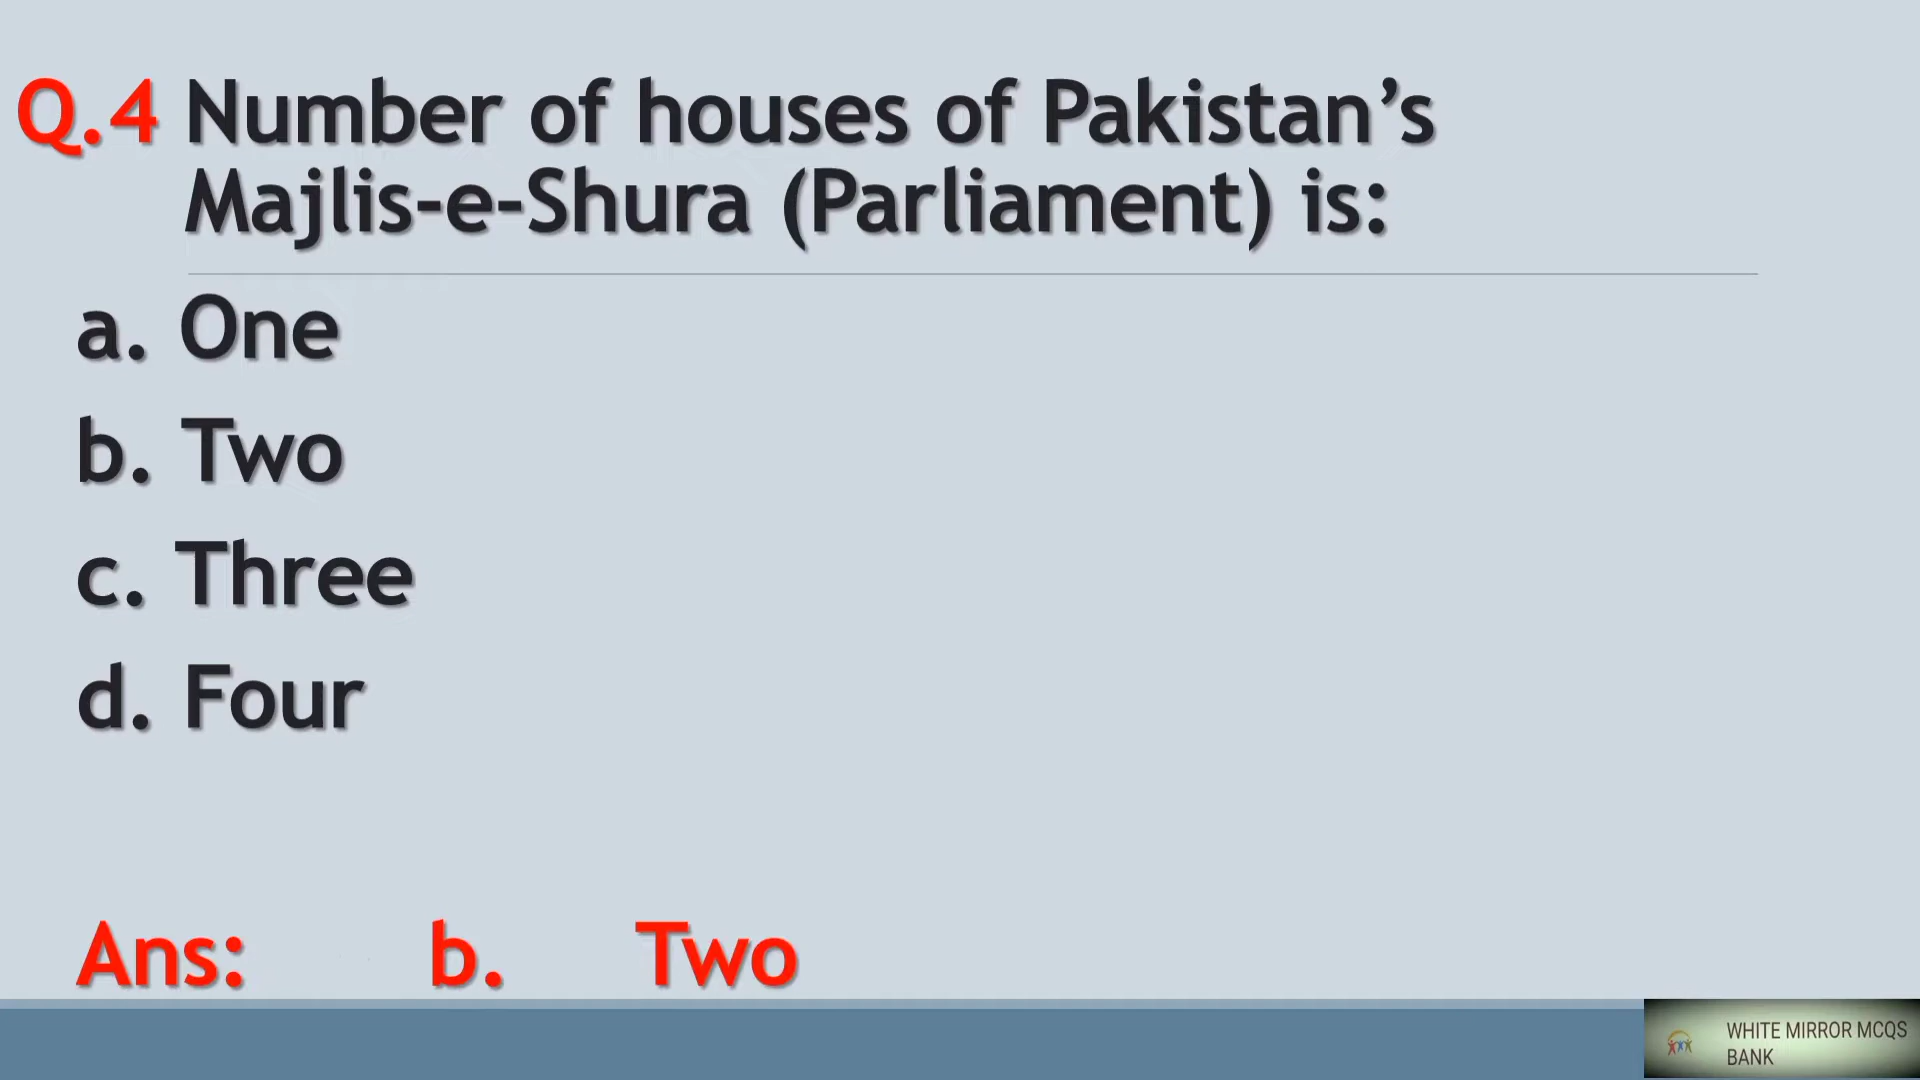 Q.4 Number of houses of Pakistan’s
Majlis-e-Shura (Parliament) is:
a. One
b. Two
c. Three
d. Four
Ans: b. Two
WHITE MIRROR MCQS
BANK